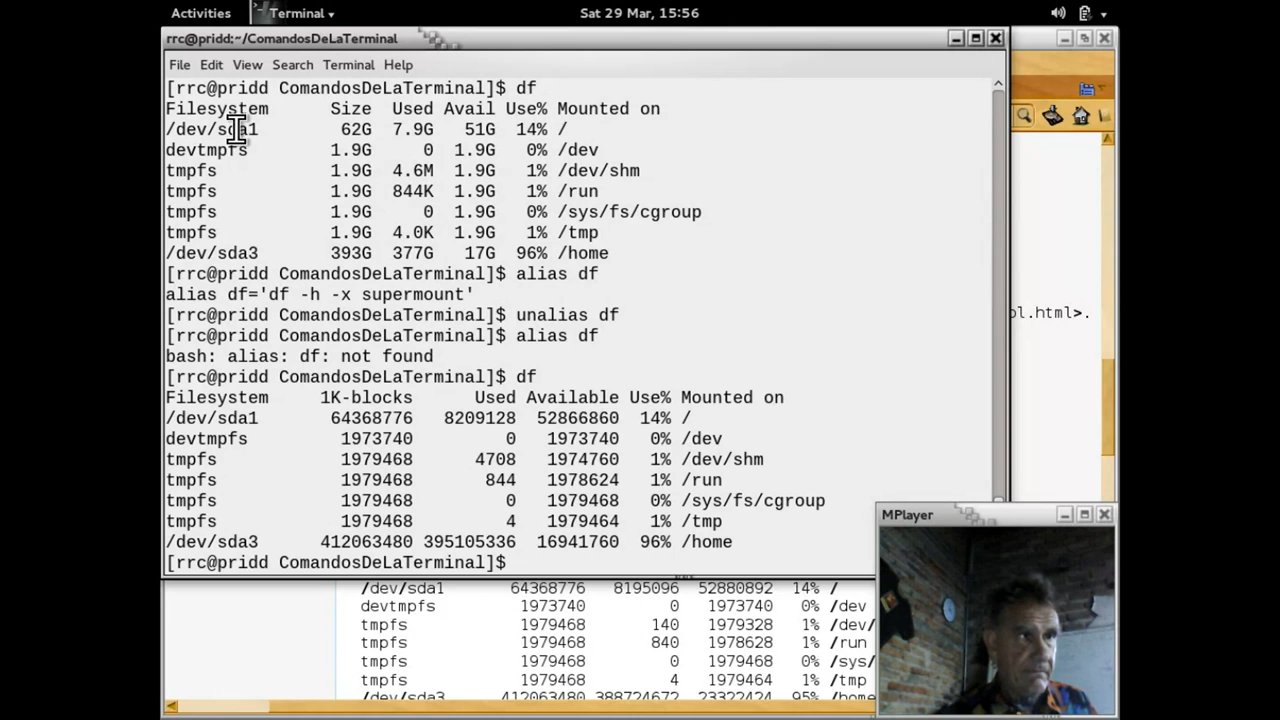 Activities Terminal Sat 29 Mar, 15:56
rrc@pridd:~/ComandosDeLaTerminal
File Edit View Search Terminal Help
[rrc@pridd ComandosDeLaTerminal]$ df
Filesystem Size Used Avail Use% Mounted on
/dev/sda1 62G 7.9G 51G 14% /
devtmpfs 1.9G 0 1.9G 0% /dev
tmpfs 1.9G 4.6M 1.9G 1% /dev/shm
tmpfs 1.9G 844K 1.9G 1% /run
tmpfs 1.9G 0 1.9G 0% /sys/fs/cgroup
tmpfs 1.9G 4.0K 1.9G 1% /tmp
/dev/sda3 393G 377G 17G 96% /home
[rrc@pridd ComandosDeLaTerminal]$ alias df
alias df='df -h -x supermount'
[rrc@pridd ComandosDeLaTerminal]$ unalias df
[rrc@pridd ComandosDeLaTerminal]$ alias df
bash: alias: df: not found
[rrc@pridd ComandosDeLaTerminal]$ df
Filesystem 1K-blocks Used Available Use% Mounted on
/dev/sda1 64368776 8209128 52866860 14% /
devtmpfs 1973740 0 1973740 0% /dev
tmpfs 1979468 4708 1974760 1% /dev/shm
tmpfs 1979468 844 1978624 1% /run
tmpfs 1979468 0 1979468 0% /sys/fs/cgroup
tmpfs 1979468 4 1979464 1% /tmp
/dev/sda3 412063480 395105336 16941760 96% /home
[rrc@pridd ComandosDeLaTerminal]$
ol.html>.
MPlayer
/dev/sda1 64368776 8195096 52880892 14% /
devtmpfs 1973740 0 1973740 0% /dev
tmpfs 1979468 140 1979328 1% /dev/
tmpfs 1979468 840 1978628 1% /run
tmpfs 1979468 0 1979468 0% /sys/
tmpfs 1979468 4 1979464 1% /tmp
/dev/sda3 412063480 388724672 23322424 95% /home